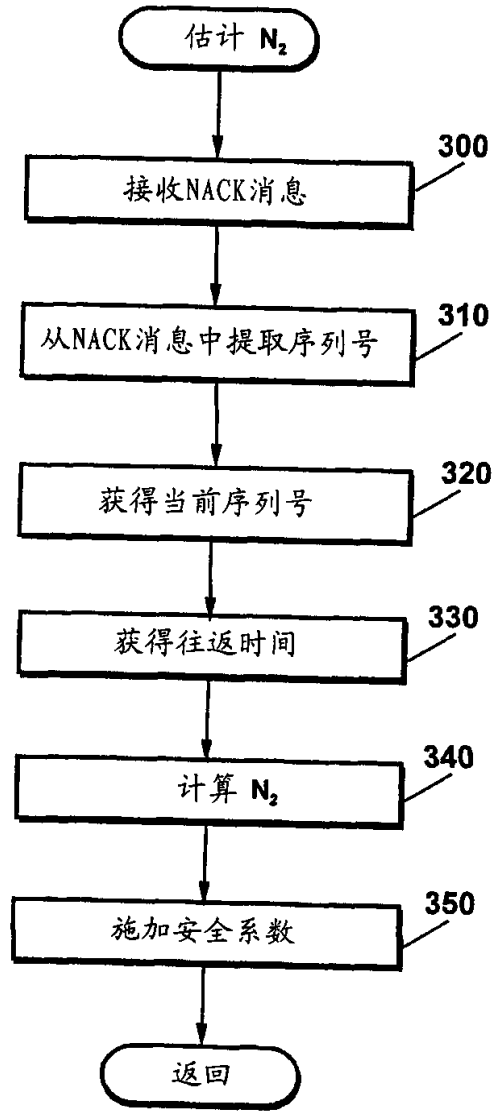 估计 N₂
300
接收NACK消息
310
从NACK消息中提取序列号
320
获得当前序列号
330
获得往返时间
340
计算 N₂
350
施加安全系数
返回